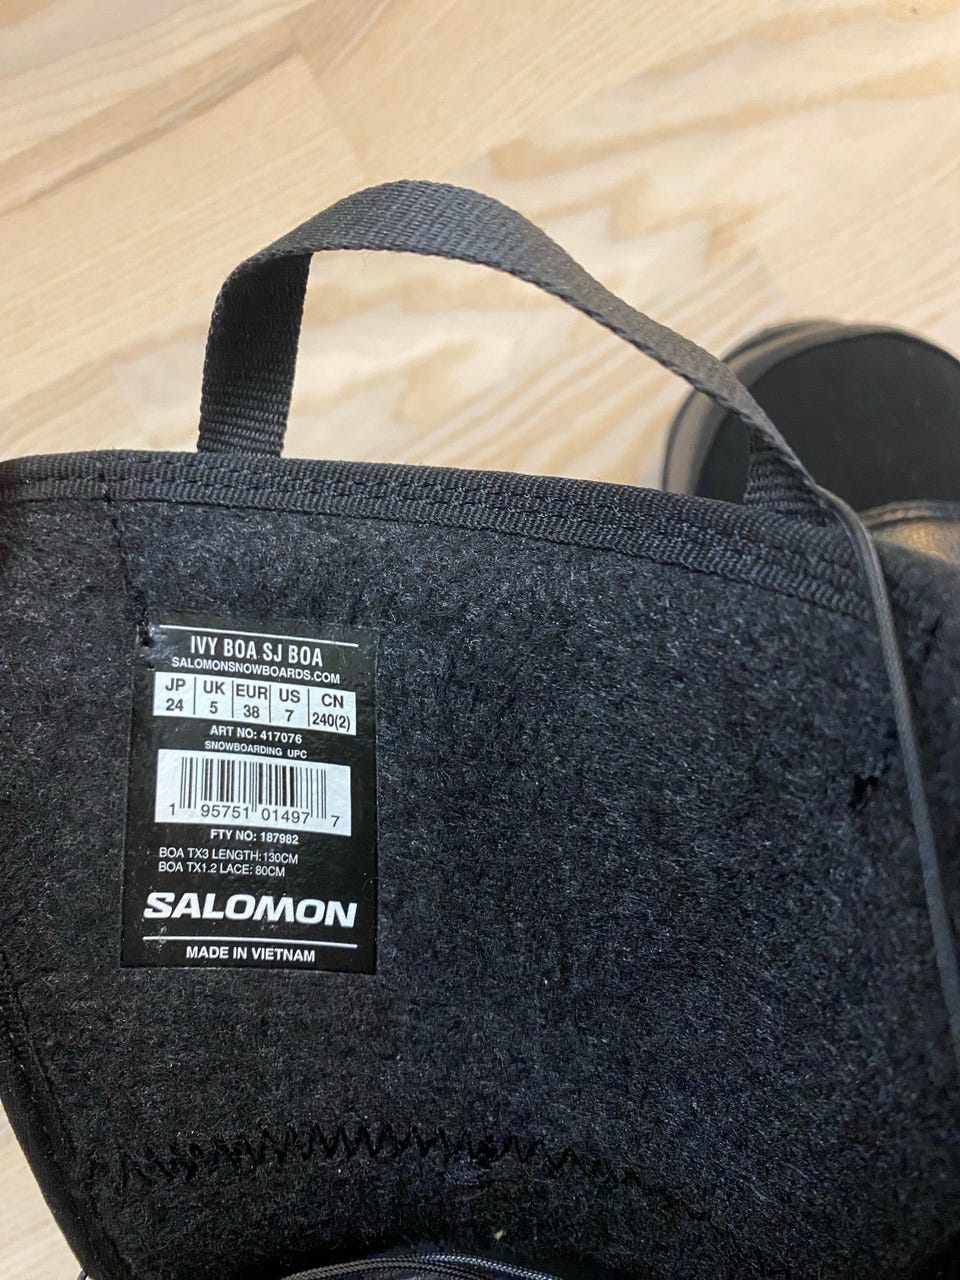 IVY BOA SJ BOA
SALOMONSNOWBOARDS.COM
JP UK EUR US CN
24 5 38 7 240(2)
ART NO: 417076
SNOWBOARDING UPC
1 95751 01497 7
FTY NO: 187982
BOA TX3 LENGTH:130CM
BOA TX1.2 LACE: 80CM
SALOMON
MADE IN VIETNAM